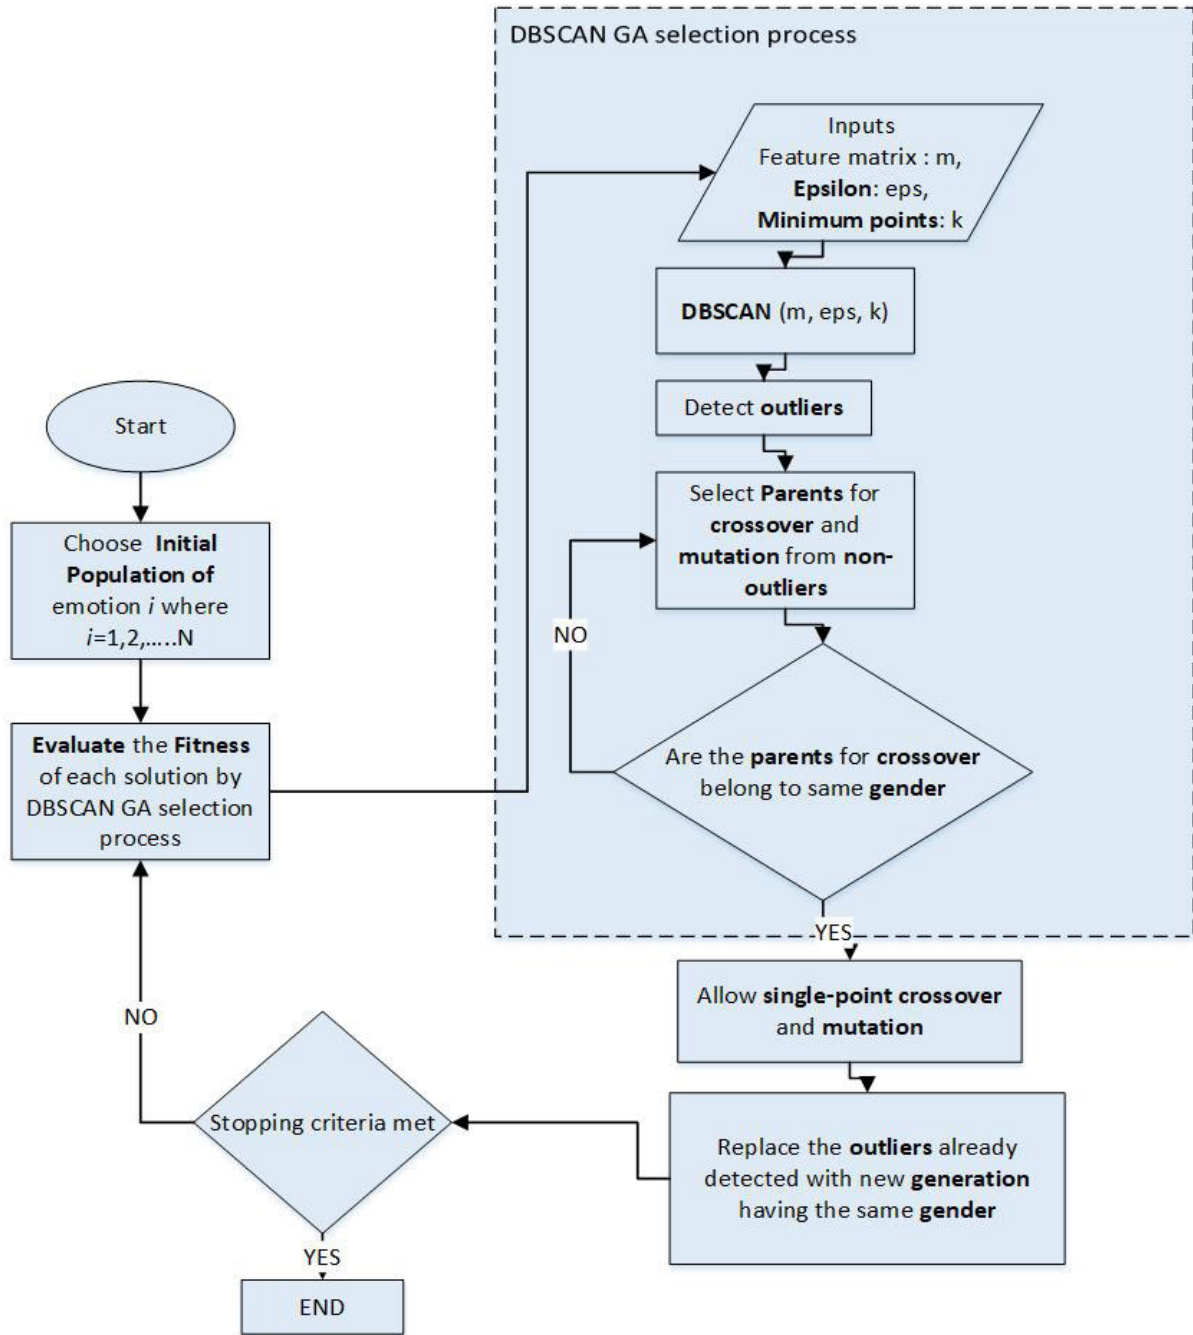 DBSCAN GA selection process
Inputs
Feature matrix : m,
Epsilon: eps,
Minimum points: k
DBSCAN (m, eps, k)
Detect outliers
Select Parents for
crossover and
mutation from non-
outliers
NO
Are the parents for crossover
belong to same gender
YES
Start
Choose Initial
Population of
emotion i where
i=1,2,.....N
Evaluate the Fitness
of each solution by
DBSCAN GA selection
process
Allow single-point crossover
and mutation
Replace the outliers already
detected with new generation
having the same gender
Stopping criteria met
NO
YES
END